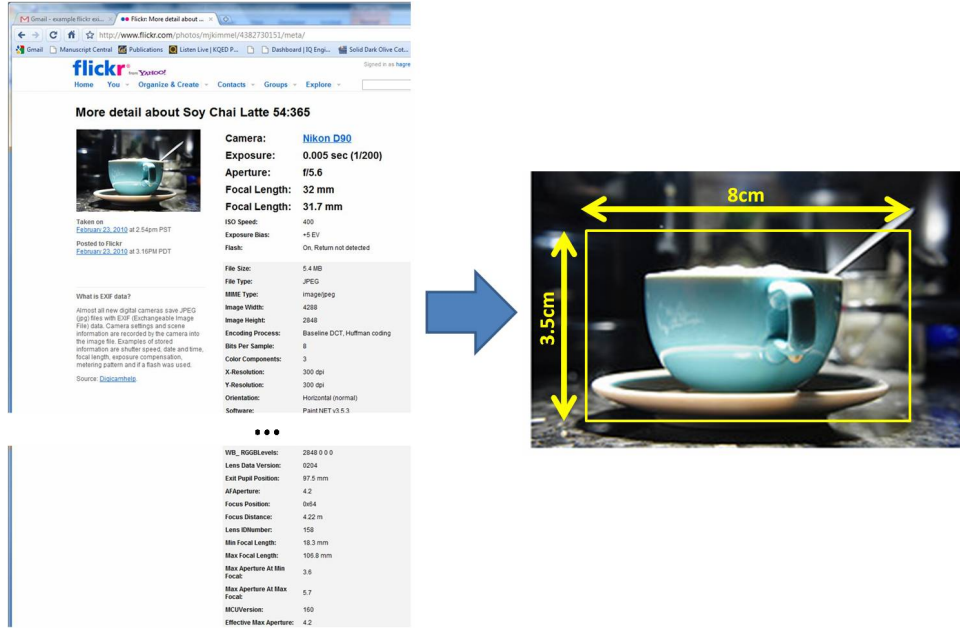 Gmail - example flickr exi...
Flickr: More detail about ...
http://www.flickr.com/photos/mjkimmel/4382730151/meta/
Gmail Manuscript Central Publications Listen Live | KQED P... Dashboard | IQ Engi... Solid Dark Olive Cot...
flickr from YAHOO!
Signed in as hagre
Home You Organize & Create Contacts Groups Explore
More detail about Soy Chai Latte 54:365
Taken on
February 23, 2010 at 2.54pm PST
Posted to Flickr
February 23, 2010 at 3.16PM PDT
What is EXIF data?
Almost all new digital cameras save JPEG
(jpg) files with EXIF (Exchangeable Image
File) data. Camera settings and scene
information are recorded by the camera into
the image file. Examples of stored
information are shutter speed, date and time,
focal length, exposure compensation,
metering pattern and if a flash was used.
Source: Digicamhelp.
Camera: Nikon D90
Exposure: 0.005 sec (1/200)
Aperture: f/5.6
Focal Length: 32 mm
Focal Length: 31.7 mm
ISO Speed: 400
Exposure Bias: +5 EV
Flash: On, Return not detected
File Size: 5.4 MB
File Type: JPEG
MIME Type: image/jpeg
Image Width: 4288
Image Height: 2848
Encoding Process: Baseline DCT, Huffman coding
Bits Per Sample: 8
Color Components: 3
X-Resolution: 300 dpi
Y-Resolution: 300 dpi
Orientation: Horizontal (normal)
Software: Paint.NET v3.5.3
...
WB_RGGBLevels: 2848 0 0 0
Lens Data Version: 0204
Exit Pupil Position: 97.5 mm
AFAperture: 4.2
Focus Position: 0x64
Focus Distance: 4.22 m
Lens IDNumber: 158
Min Focal Length: 18.3 mm
Max Focal Length: 106.8 mm
Max Aperture At Min
Focal: 3.6
Max Aperture At Max
Focal: 5.7
MCUVersion: 160
Effective Max Aperture: 4.2
8cm
3.5cm